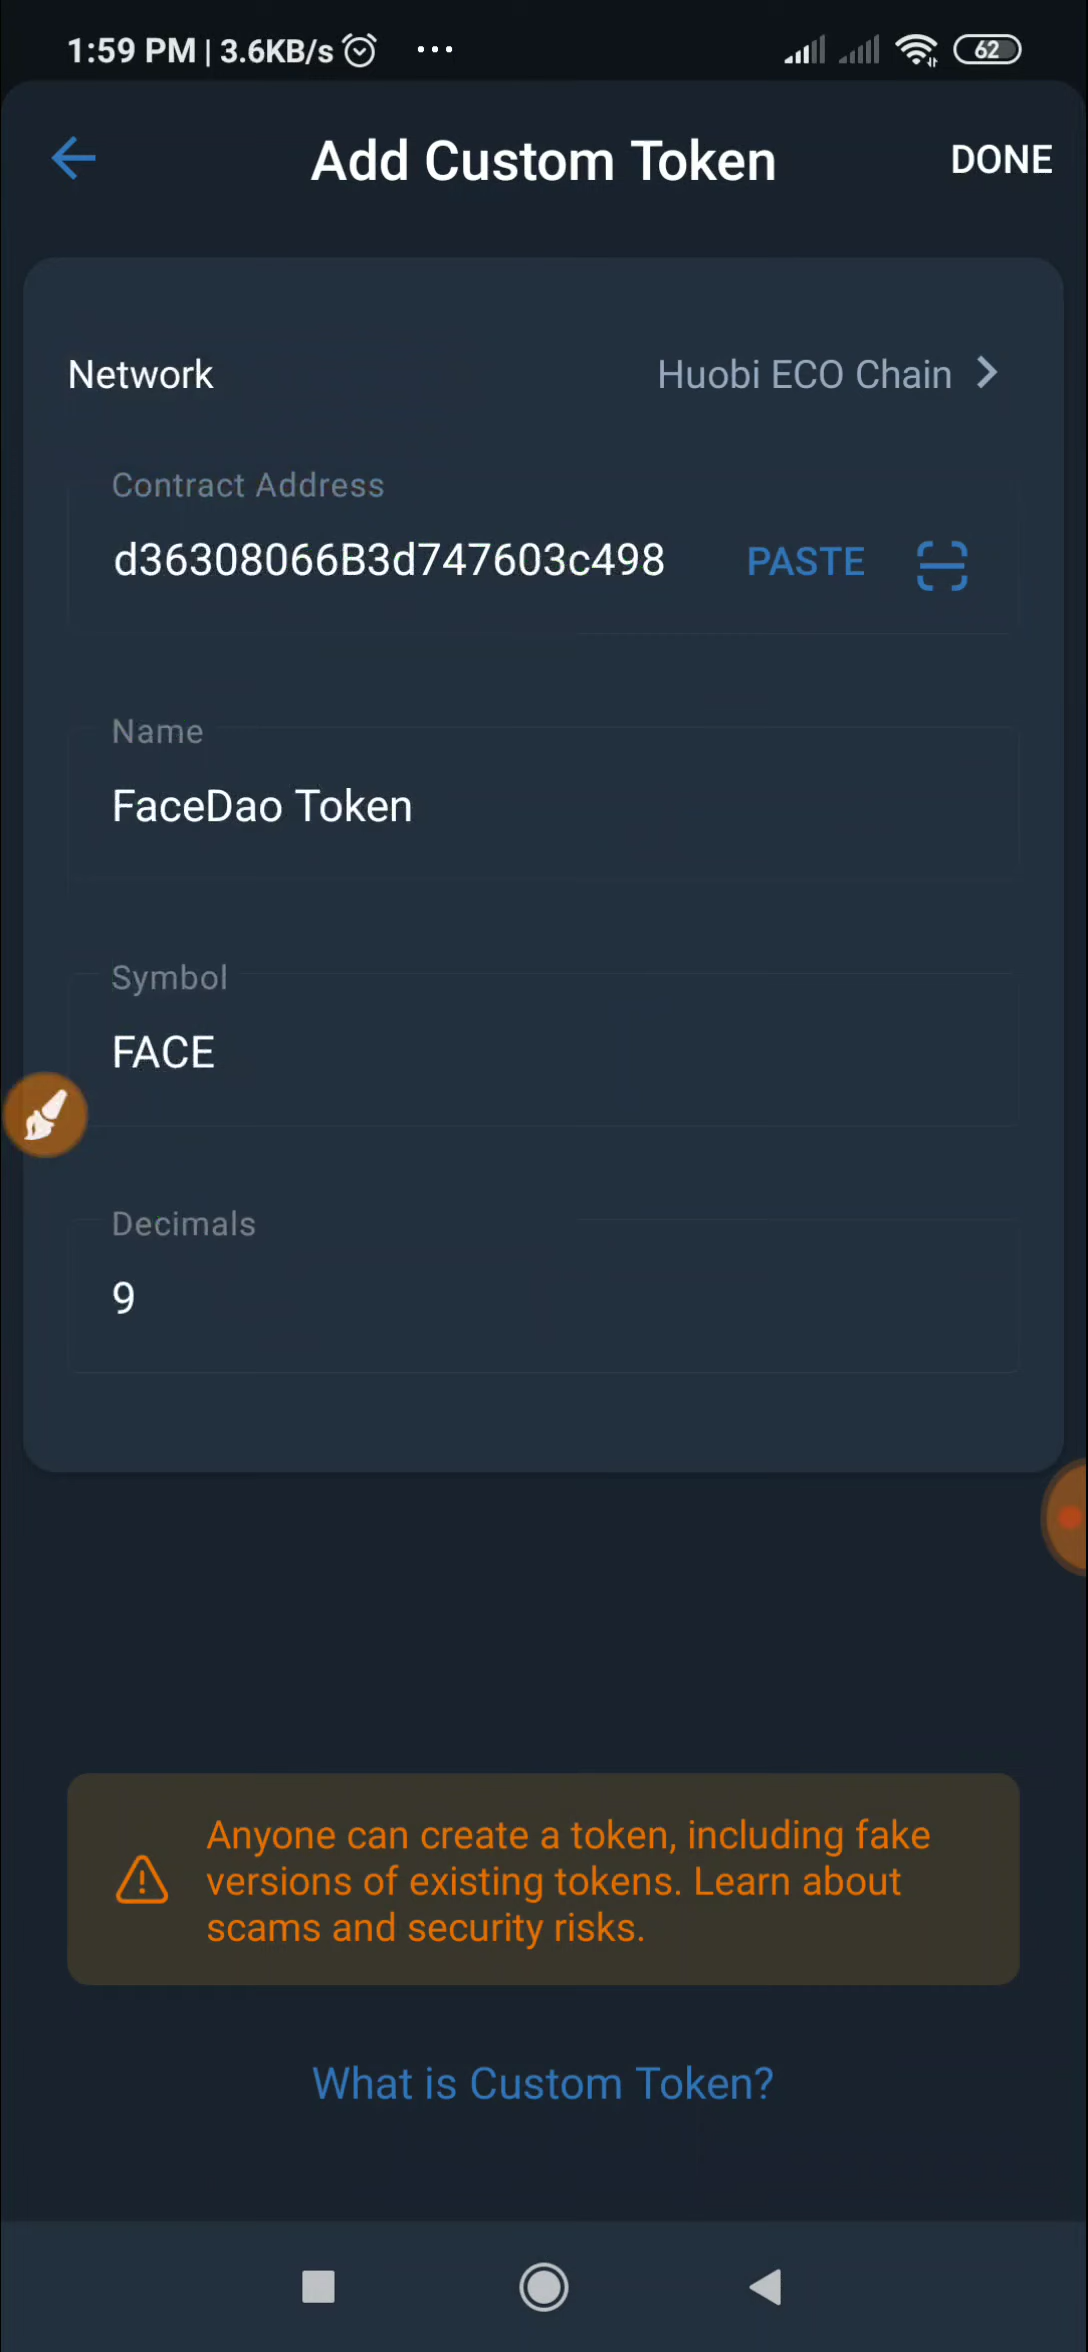 1:59 PM | 3.6KB/s ... 62
Add Custom Token DONE
Network Huobi ECO Chain
Contract Address
d36308066B3d747603c498 PASTE
Name
FaceDao Token
Symbol
FACE
Decimals
9
Anyone can create a token, including fake
versions of existing tokens. Learn about
scams and security risks.
What is Custom Token?